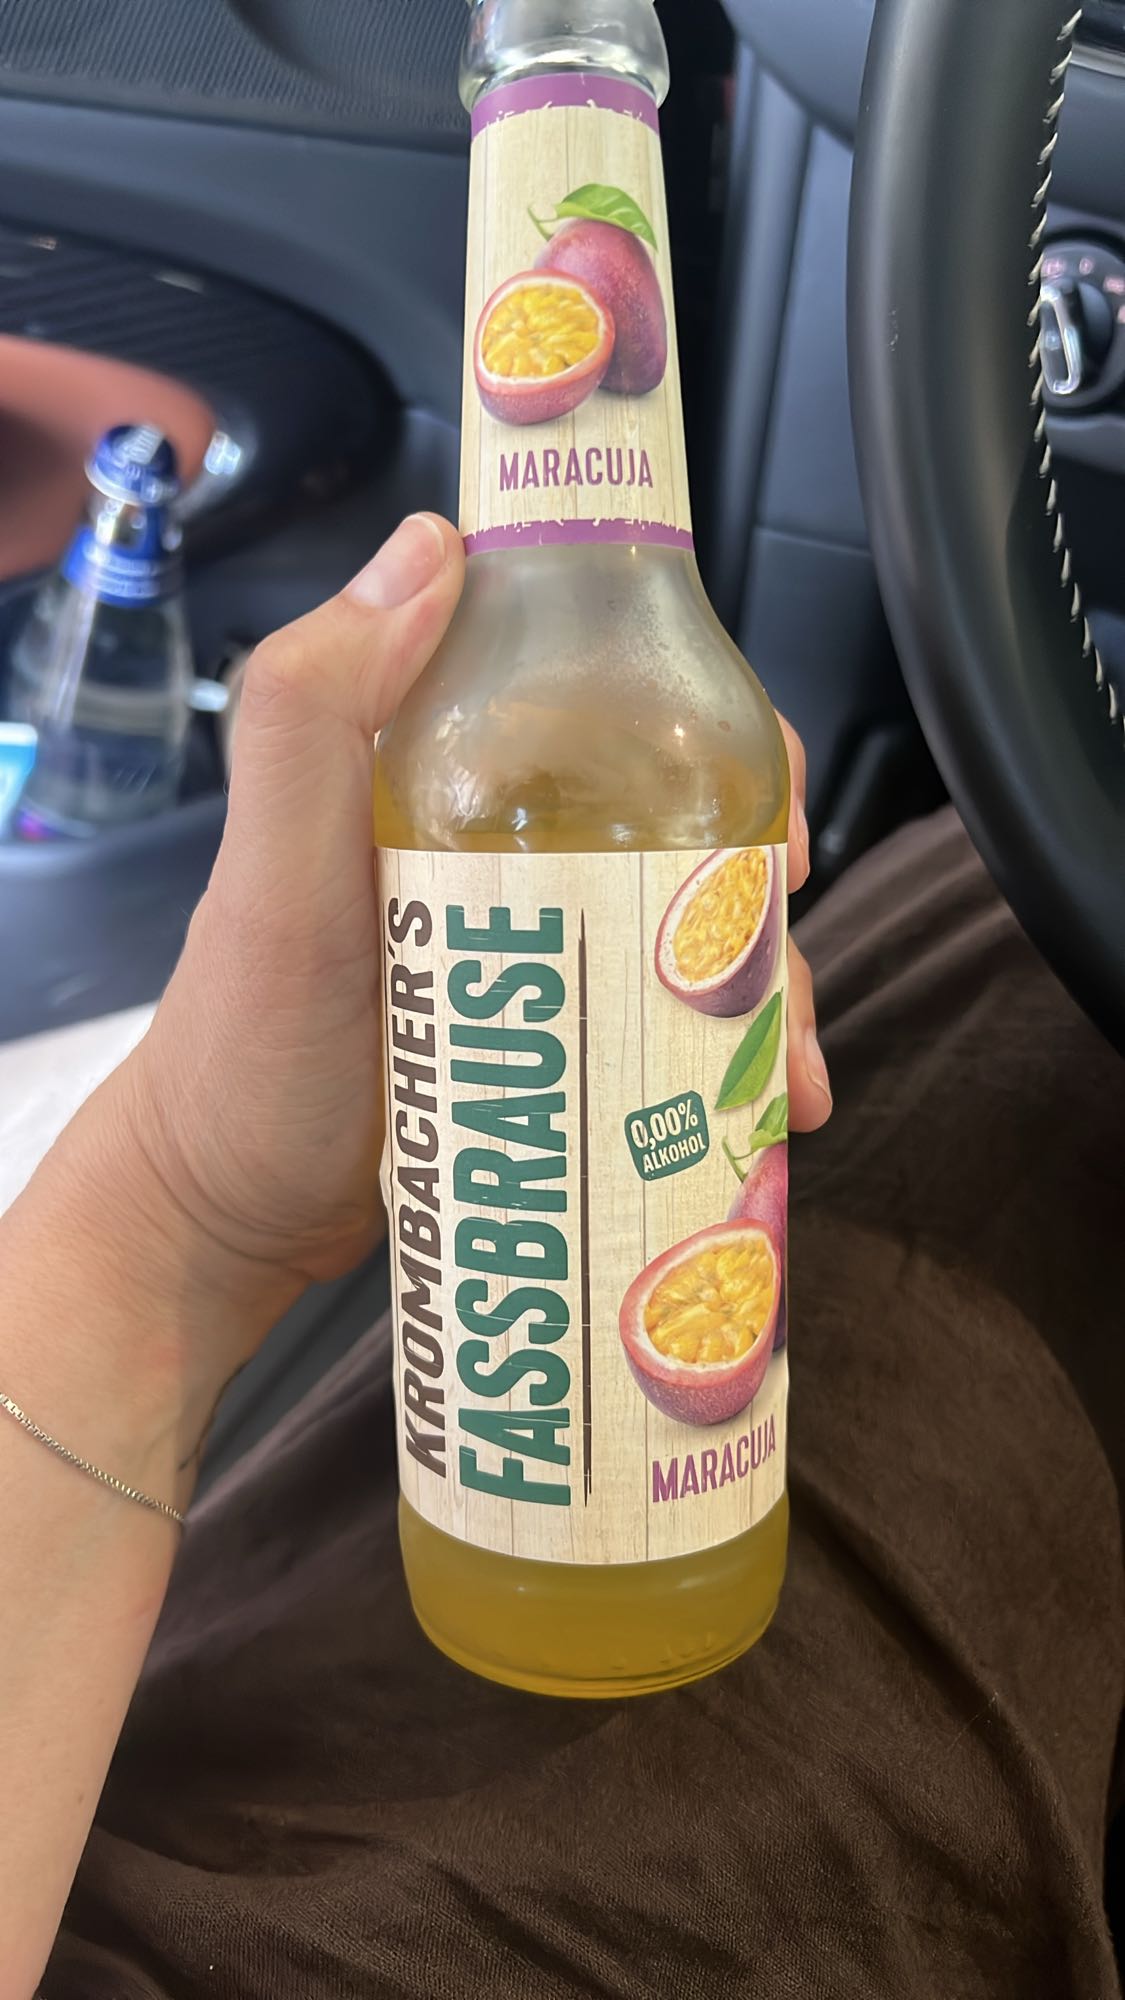 MARACUJA
KROMBACHER'S
FASSBRAUSE
0,00%
ALKOHOL
MARACUJA